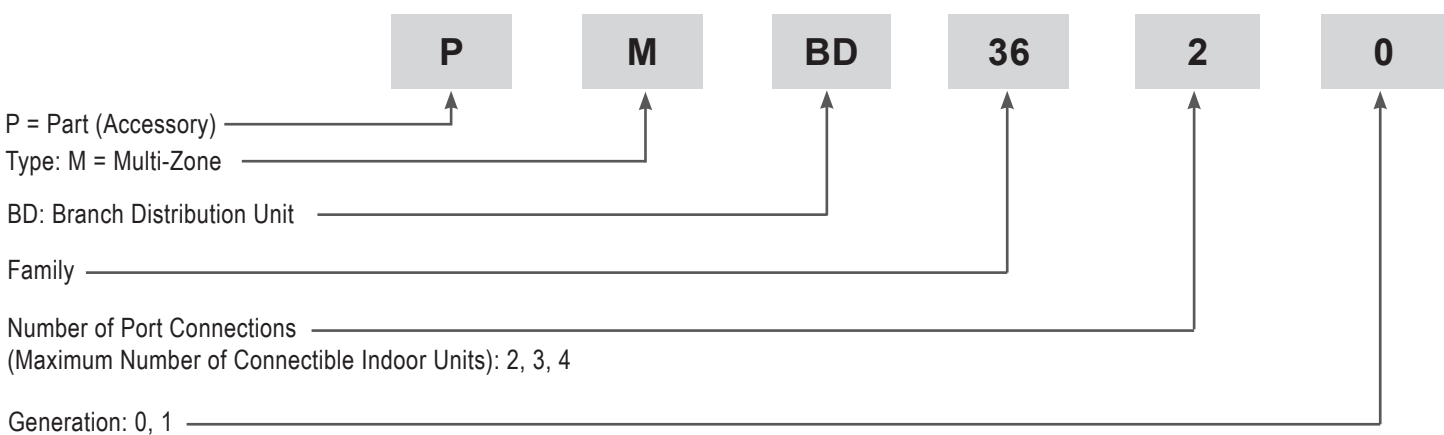 P M BD 36 2 0
P = Part (Accessory)
Type: M = Multi-Zone
BD: Branch Distribution Unit
Family
Number of Port Connections
(Maximum Number of Connectible Indoor Units): 2, 3, 4
Generation: 0, 1